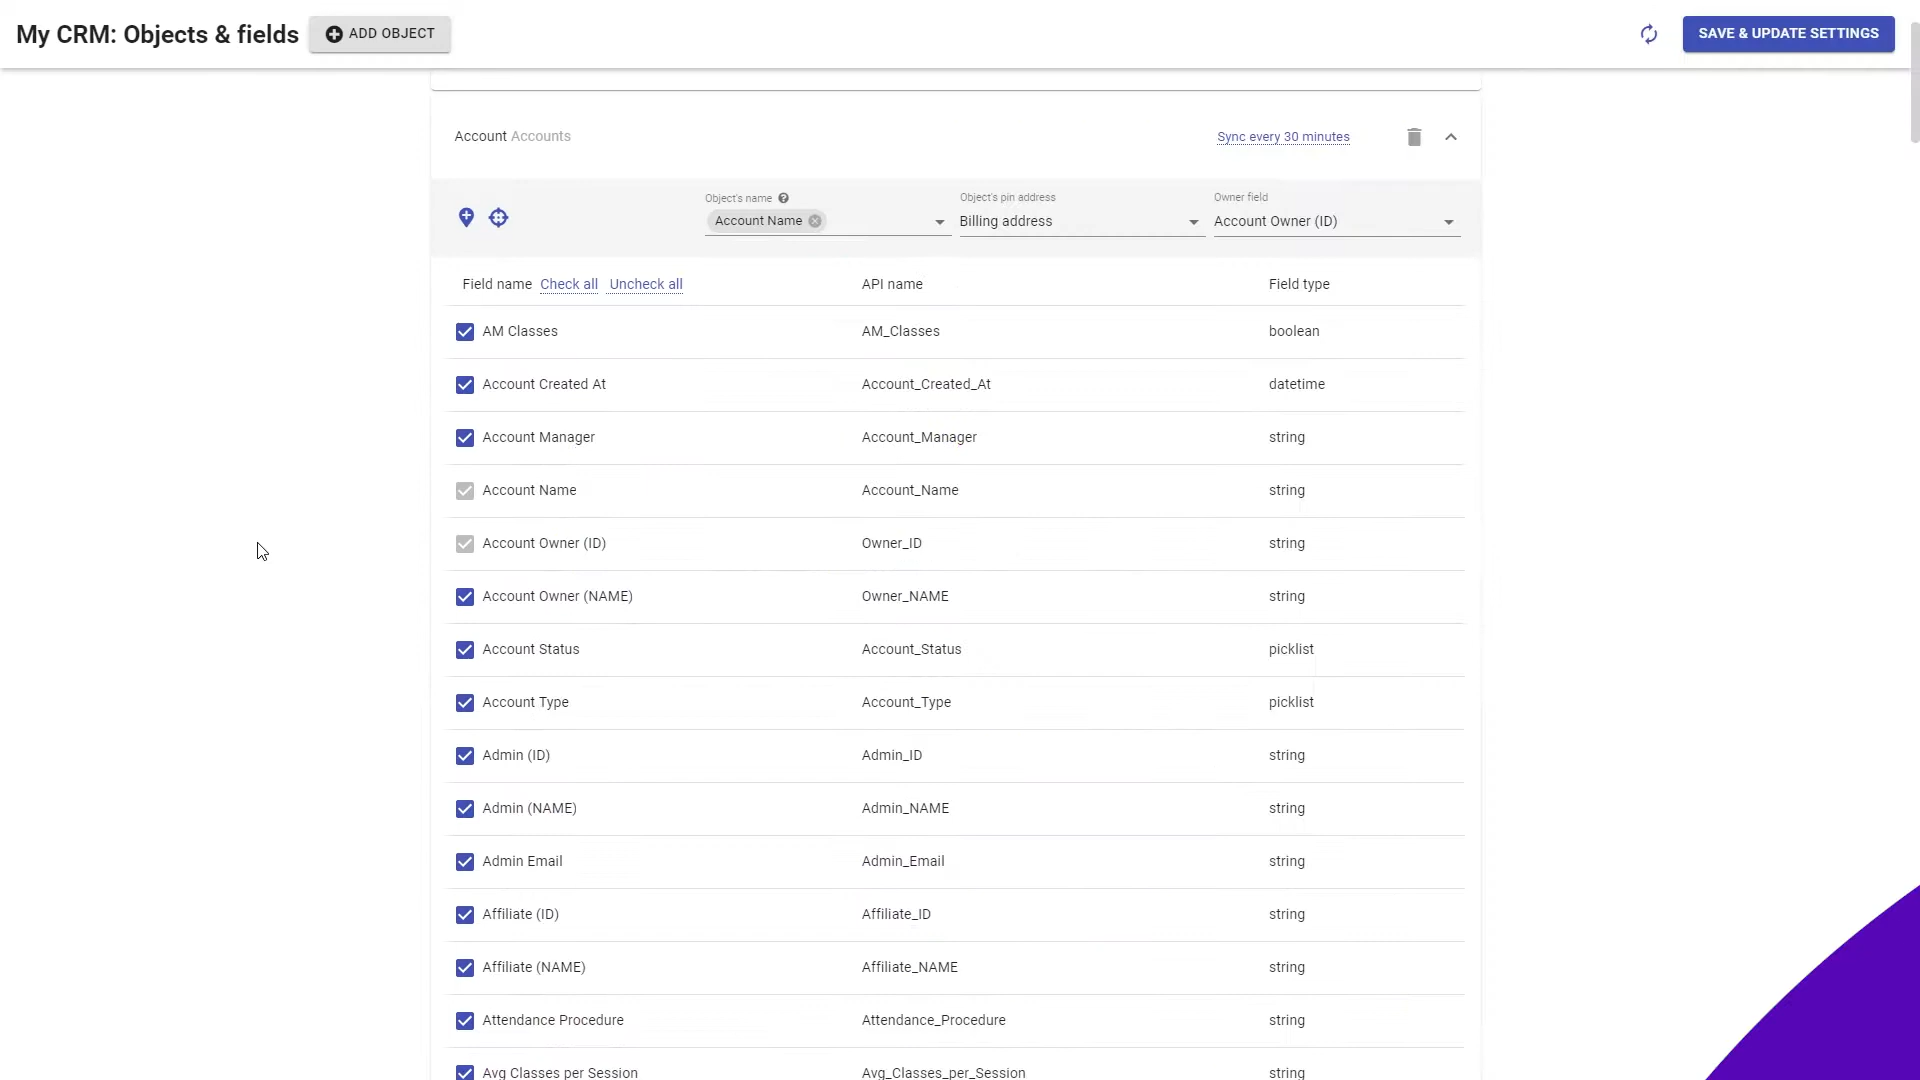 My CRM: Objects & fields
ADD OBJECT
SAVE & UPDATE SETTINGS
Account Accounts
Sync every 30 minutes
Object's name
Account Name
Object's pin address
Billing address
Owner field
Account Owner (ID)
Field name Check all Uncheck all API name Field type
AM Classes AM_Classes boolean
Account Created At Account_Created_At datetime
Account Manager Account_Manager string
Account Name Account_Name string
Account Owner (ID) Owner_ID string
Account Owner (NAME) Owner_NAME string
Account Status Account_Status picklist
Account Type Account_Type picklist
Admin (ID) Admin_ID string
Admin (NAME) Admin_NAME string
Admin Email Admin_Email string
Affiliate (ID) Affiliate_ID string
Affiliate (NAME) Affiliate_NAME string
Attendance Procedure Attendance_Procedure string
Avg Classes per Session Avg_Classes_per_Session string